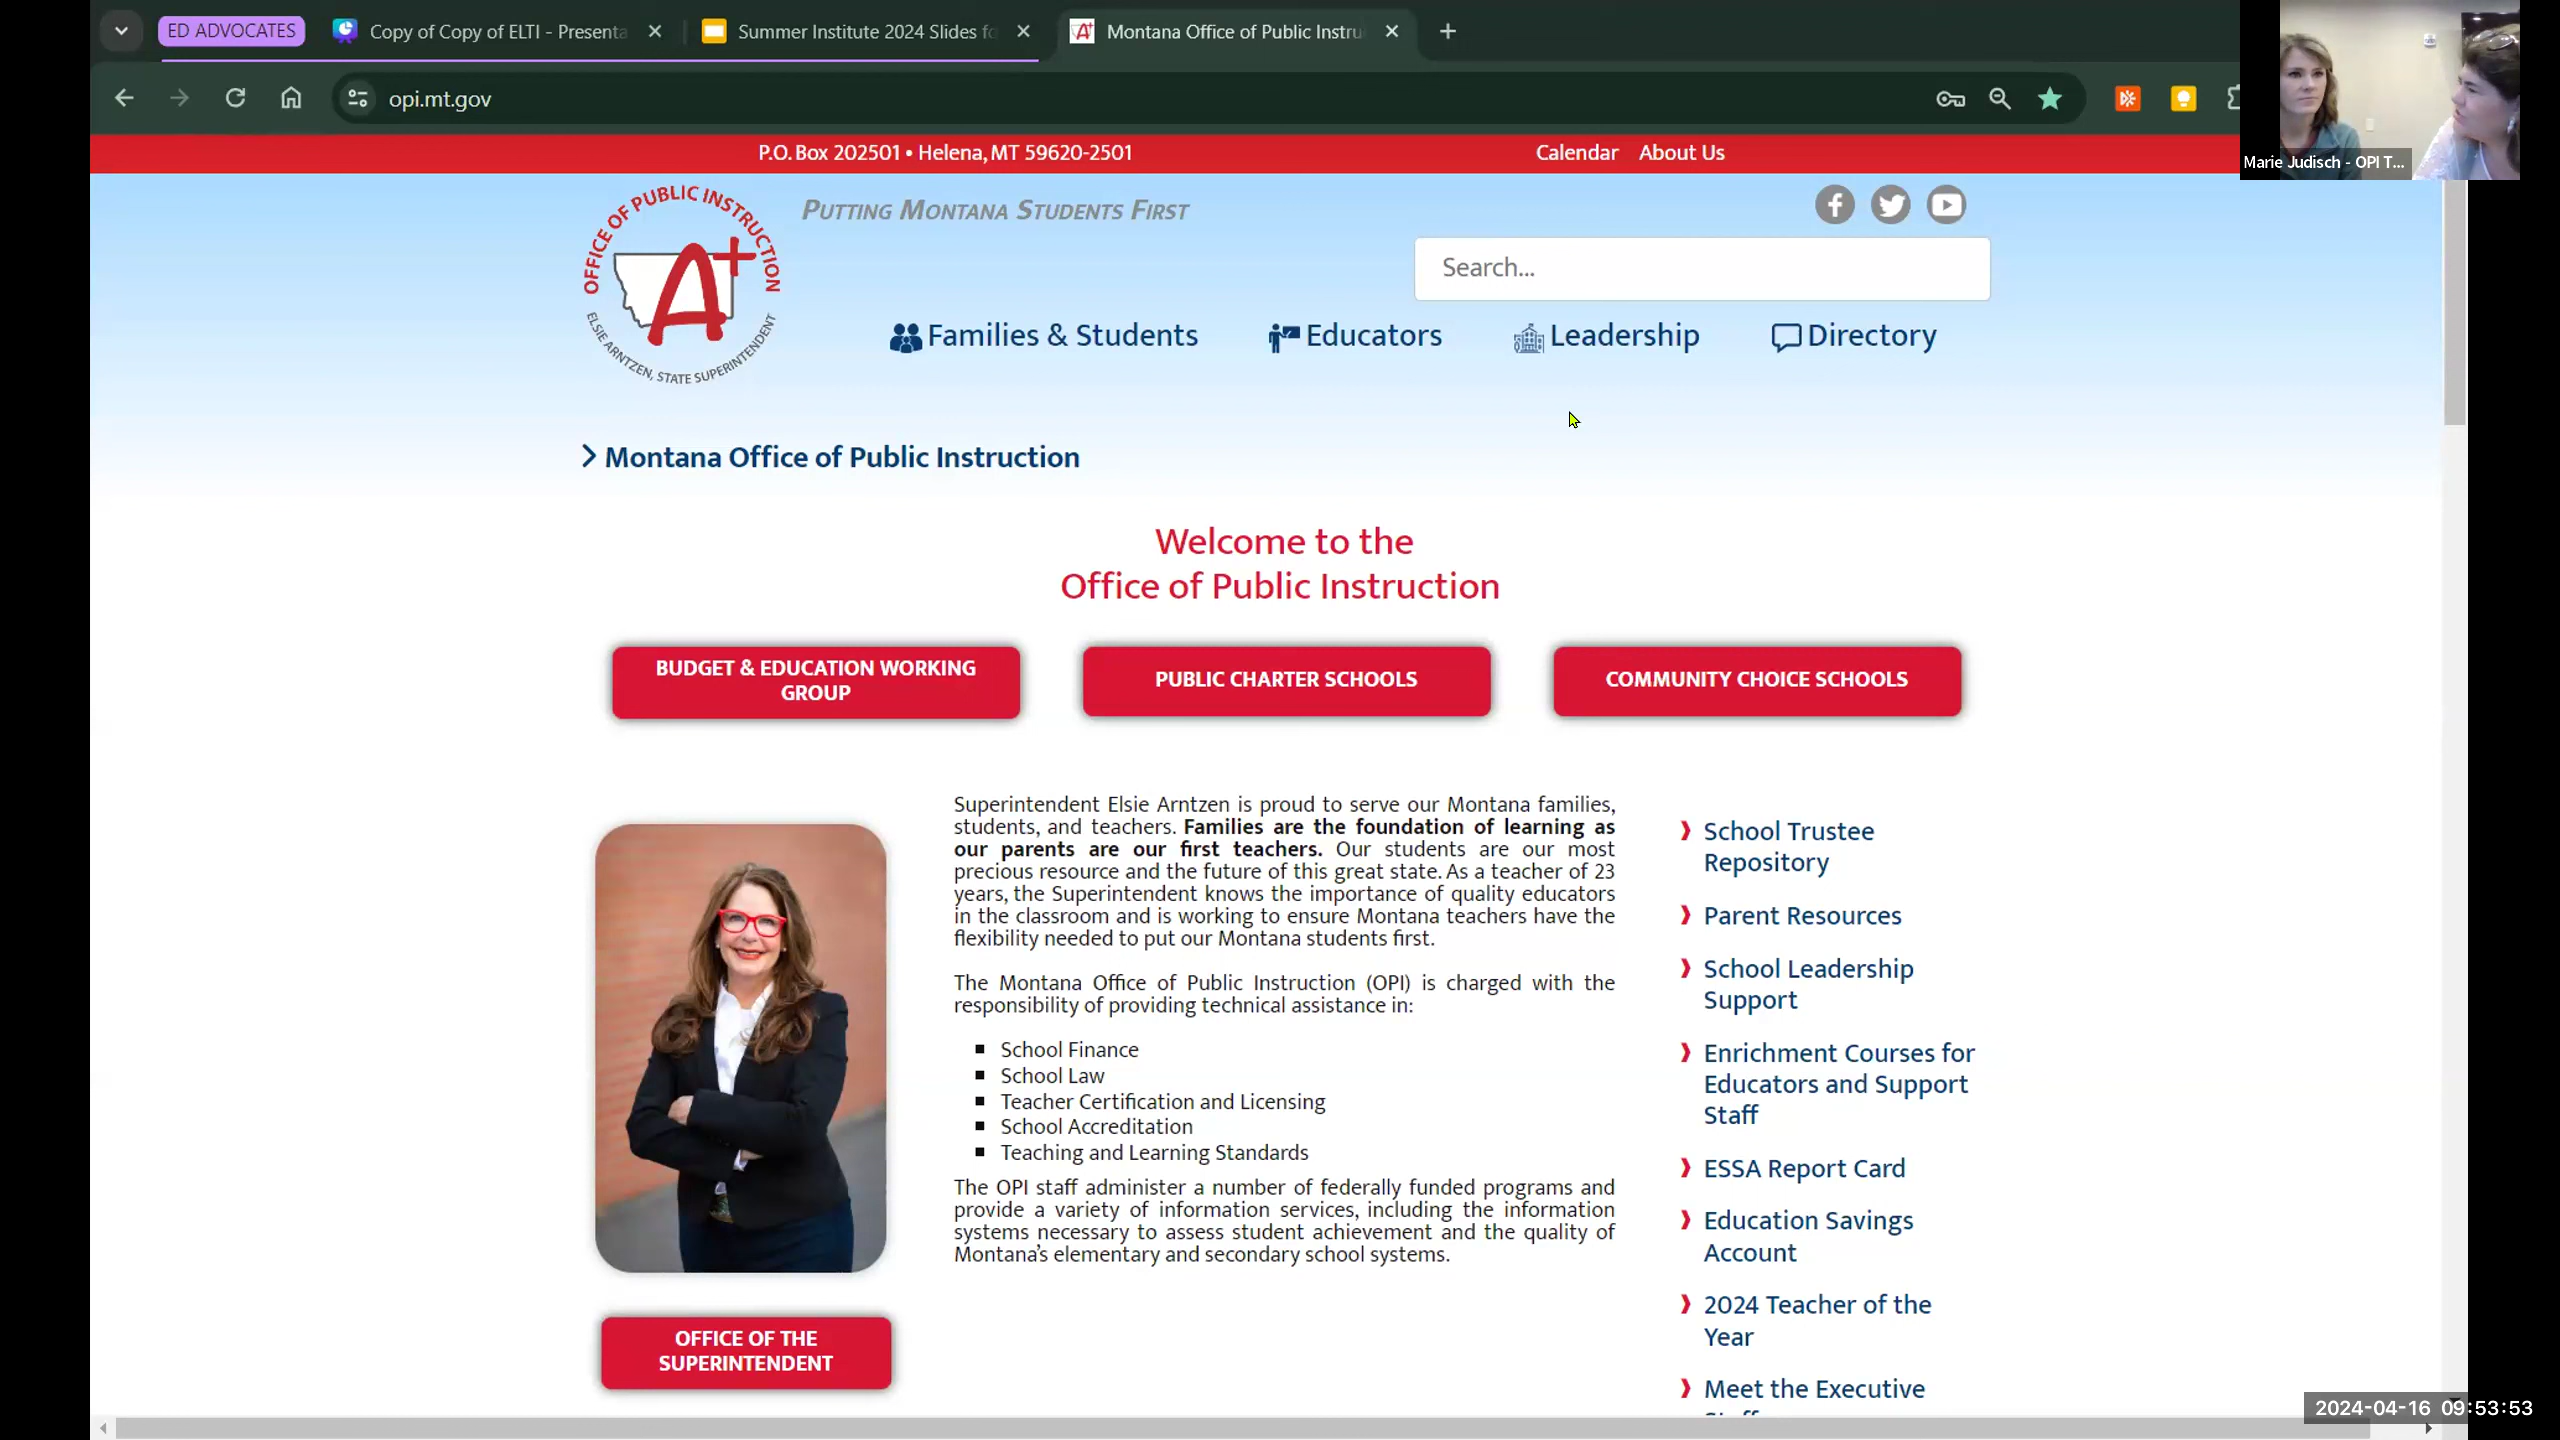 ED ADVOCATES
Copy of Copy of ELTI - Presenta
Summer Institute 2024 Slides fo
Montana Office of Public Instru
opi.mt.gov
Marie Judisch - OPI T...
P.O. Box 202501 • Helena, MT 59620-2501
Calendar
About Us
PUTTING MONTANA STUDENTS FIRST
OFFICE OF PUBLIC INSTRUCTION
A+
ELSIE ARNTZEN, STATE SUPERINTENDENT
Search...
Families & Students
Educators
Leadership
Directory
Montana Office of Public Instruction
Welcome to the
Office of Public Instruction
BUDGET & EDUCATION WORKING
GROUP
PUBLIC CHARTER SCHOOLS
COMMUNITY CHOICE SCHOOLS
Superintendent Elsie Arntzen is proud to serve our Montana families,
students, and teachers. Families are the foundation of learning as
our parents are our first teachers. Our students are our most
precious resource and the future of this great state. As a teacher of 23
years, the Superintendent knows the importance of quality educators
in the classroom and is working to ensure Montana teachers have the
flexibility needed to put our Montana students first.
The Montana Office of Public Instruction (OPI) is charged with the
responsibility of providing technical assistance in:
School Finance
School Law
Teacher Certification and Licensing
School Accreditation
Teaching and Learning Standards
The OPI staff administer a number of federally funded programs and
provide a variety of information services, including the information
systems necessary to assess student achievement and the quality of
Montana's elementary and secondary school systems.
School Trustee
Repository
Parent Resources
School Leadership
Support
Enrichment Courses for
Educators and Support
Staff
ESSA Report Card
Education Savings
Account
2024 Teacher of the
Year
Meet the Executive
OFFICE OF THE
SUPERINTENDENT
2024-04-16 09:53:53